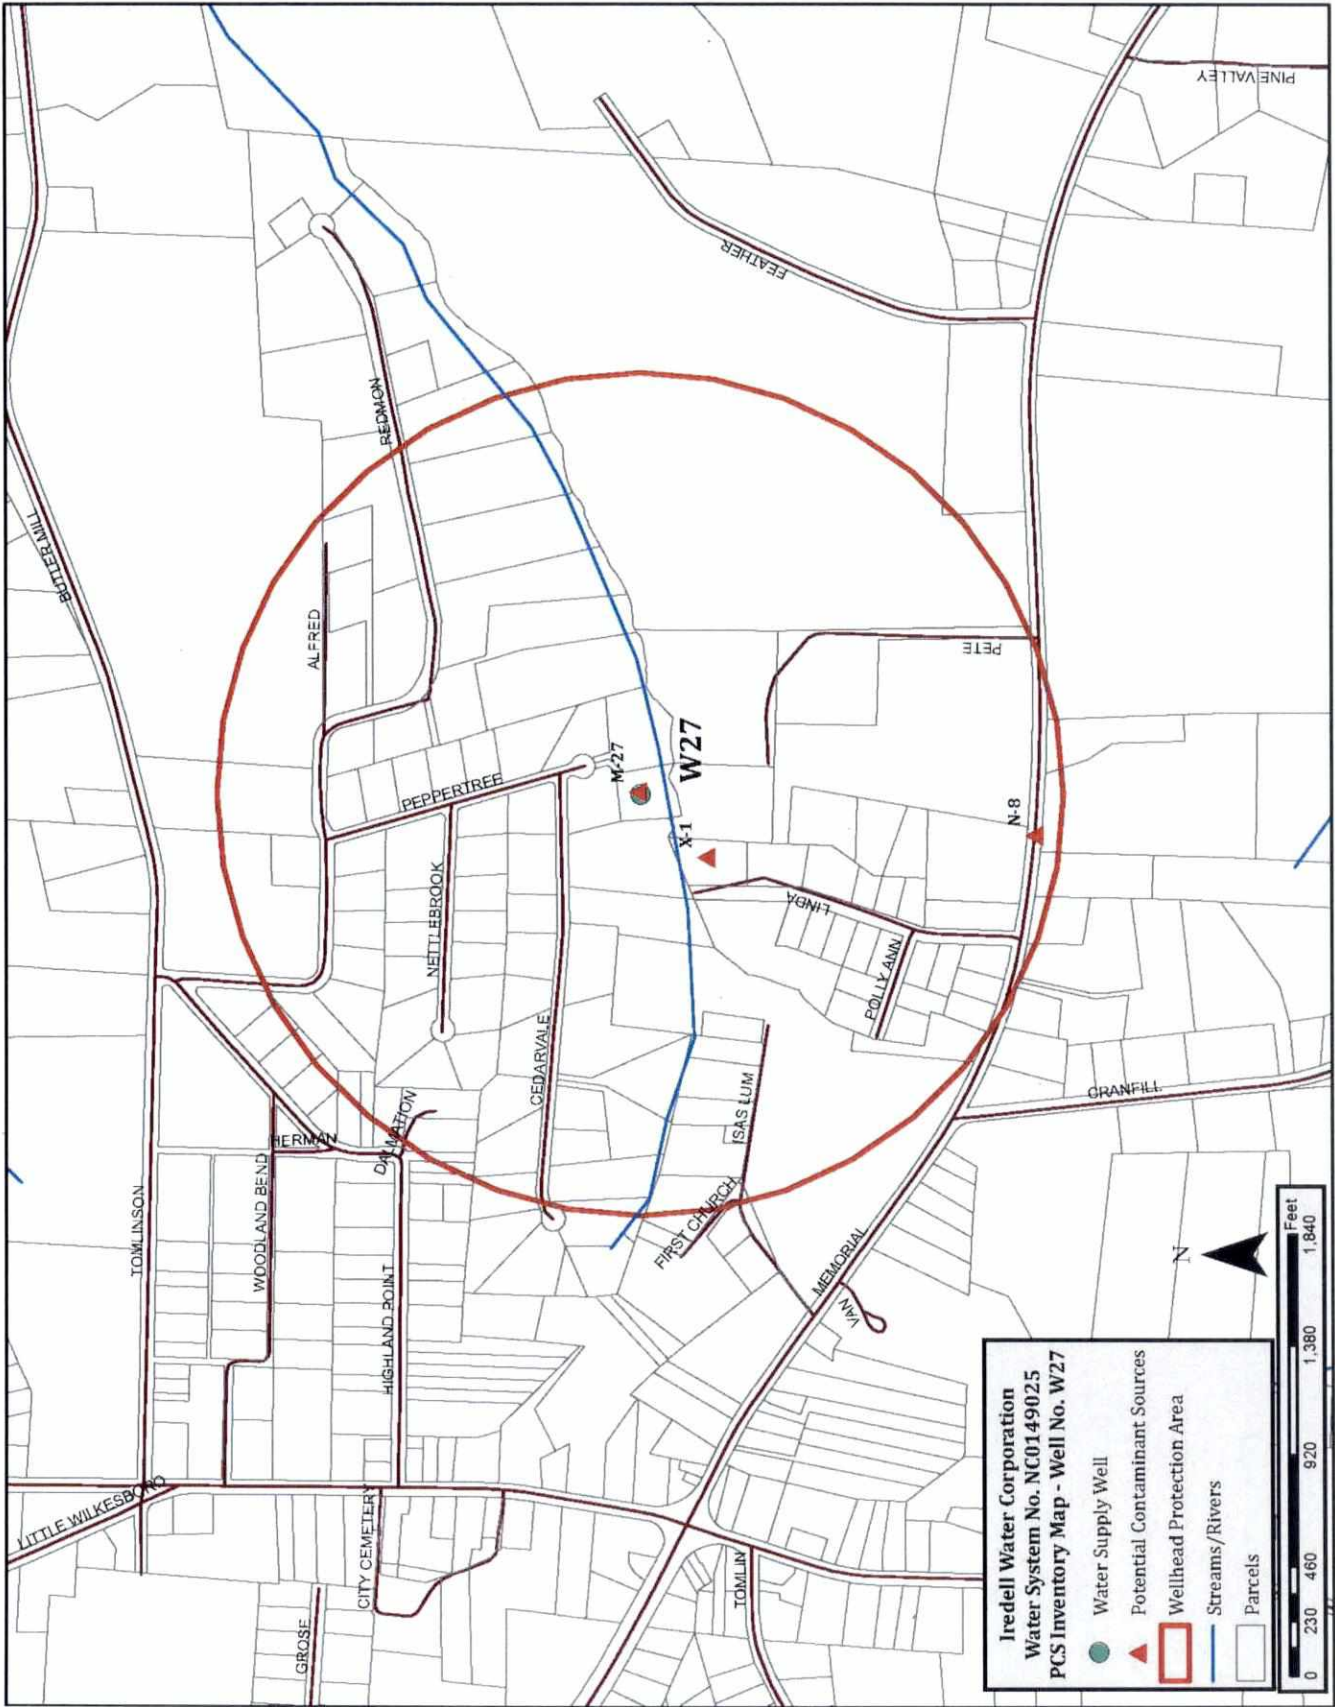 PINE VALLEY
FEATHER
REDMON
BUTLER MILL
ALFRED
PETE
M-27
W27
PEPPERTREE
X-1
N-8
NETTLEBROOK
LINDA
POLLY ANN
CEDARVALE
ISAS LUM
CRANFILL
DALMATION
HERMAN
WOODLAND BEND
TOMLINSON
FIRST CHURCH
MEMORIAL
VAN
HIGHLAND POINT
LITTLE WILKESBORO
CITY CEMETERY
TOMLIN
GROSE
N
Iredell Water Corporation
Water System No. NC0149025
PCS Inventory Map - Well No. W27
Water Supply Well
Potential Contaminant Sources
Wellhead Protection Area
Streams/Rivers
Parcels
0 230 460 920 1,380 1,840
Feet